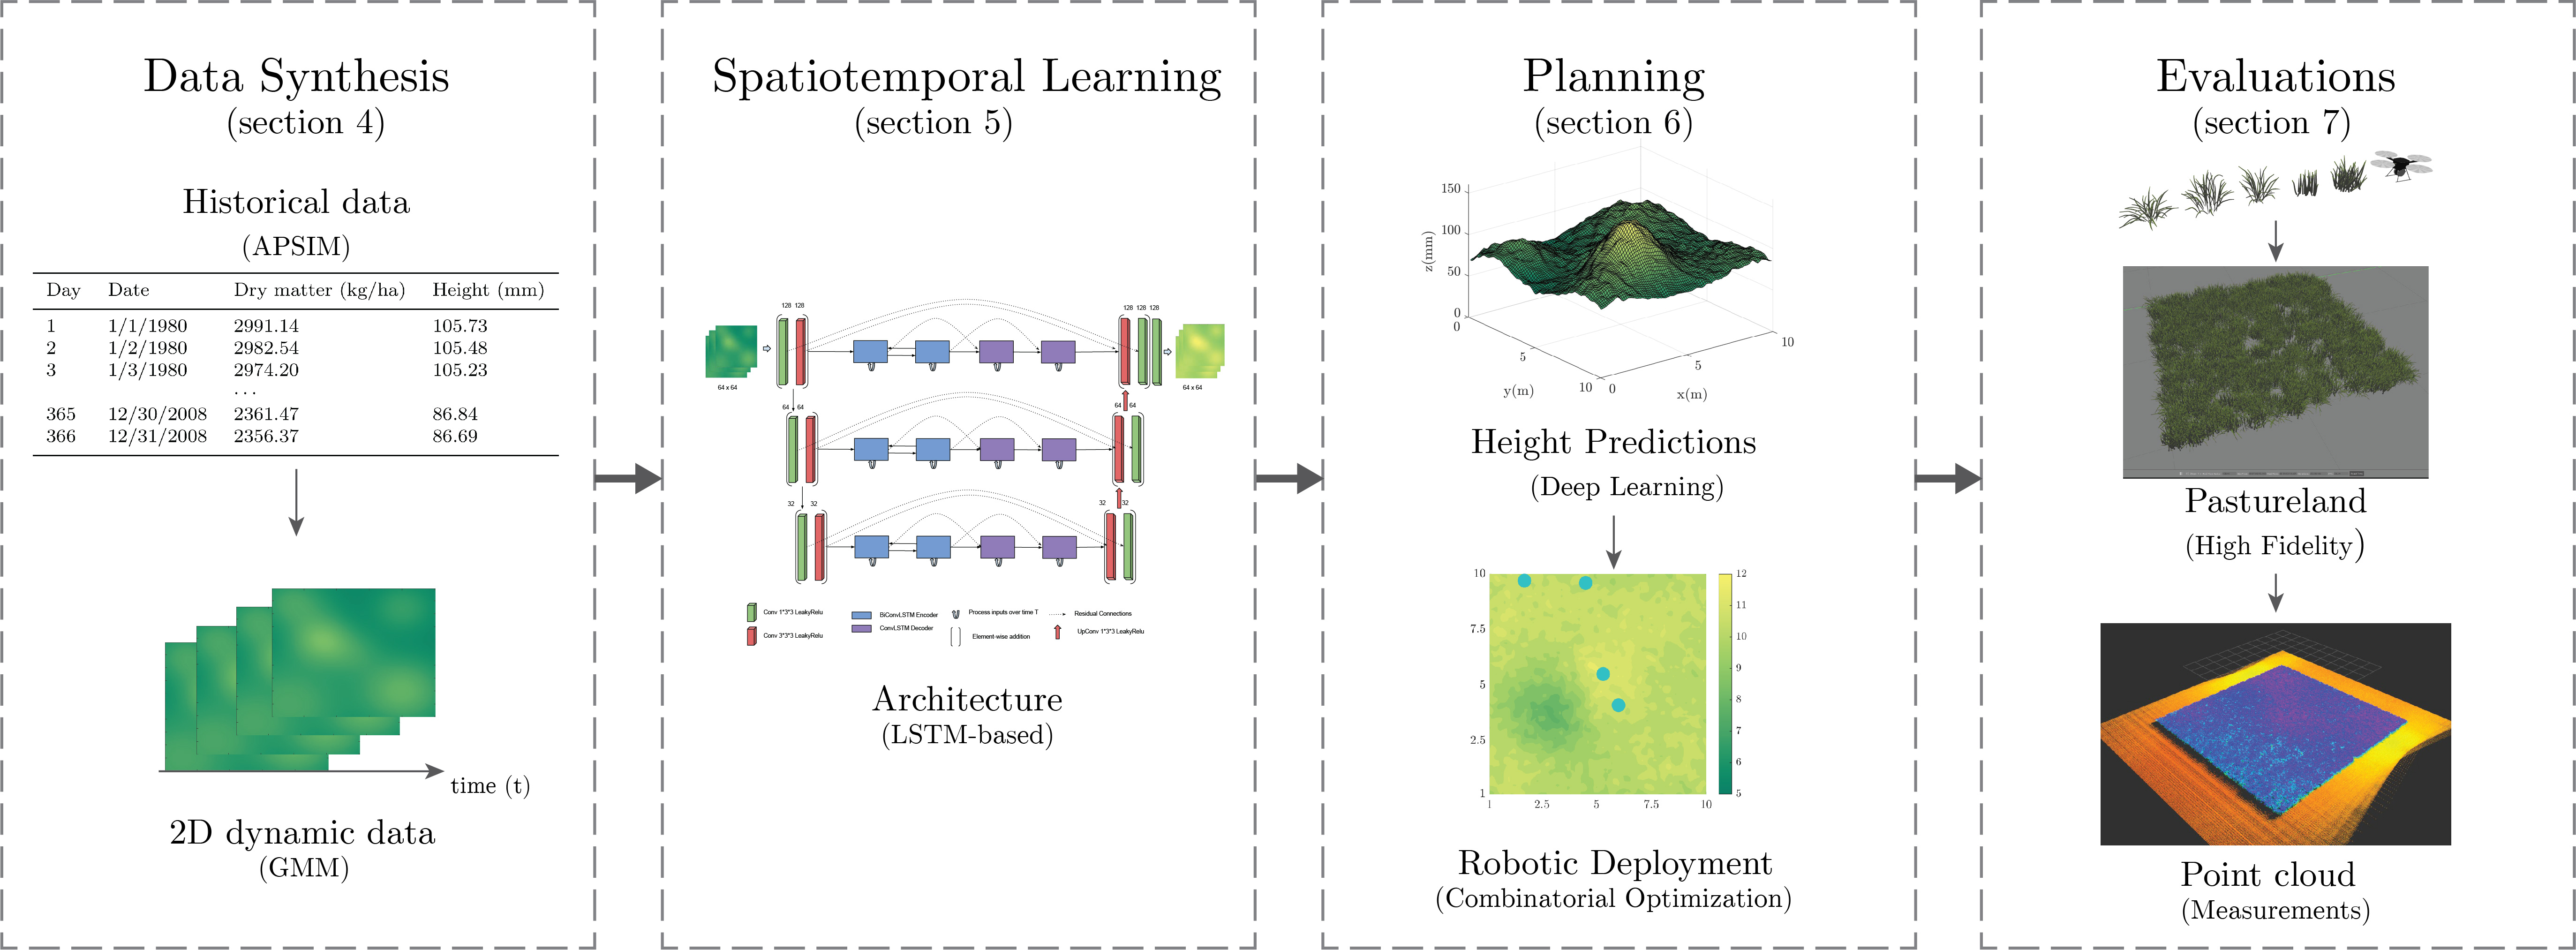 Data Synthesis
(section 4)
Historical data
(APSIM)
Day Date Dry matter (kg/ha) Height (mm)
1 1/1/1980 2991.14 105.73
2 1/2/1980 2982.54 105.48
3 1/3/1980 2974.20 105.23
...
365 12/30/2008 2361.47 86.84
366 12/31/2008 2356.37 86.69
time (t)
2D dynamic data
(GMM)
Spatiotemporal Learning
(section 5)
128 128
128 128 128
64 x 64
64 x 64
64 64
64 64
32 32
32 32
Conv 1*3*3 LeakyRelu
BiConvLSTM Encoder
Process inputs over time T
Residual Connections
Conv 3*3*3 LeakyRelu
ConvLSTM Decoder
Element-wise addition
UpConv 1*3*3 LeakyRelu
Architecture
(LSTM-based)
Planning
(section 6)
150
100
50
0
z(mm)
0
5
10
y(m)
0
5
10
x(m)
Height Predictions
(Deep Learning)
10
7.5
5
2.5
1
1 2.5 5 7.5 10
12
11
10
9
8
7
6
5
Robotic Deployment
(Combinatorial Optimization)
Evaluations
(section 7)
Pastureland
(High Fidelity)
Point cloud
(Measurements)